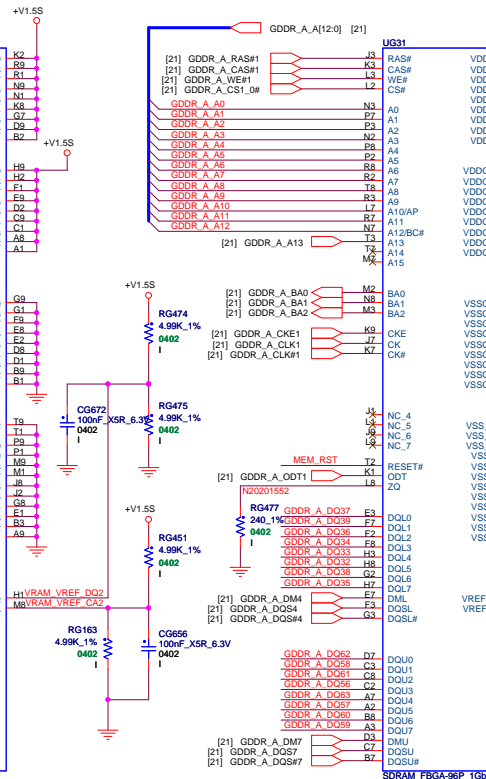 +V1.5S
GDDR_A_A[12:0] [21]
UG31
K2
R9
R1
N9
N1
K8
G7
D9
B2
+V1.5S
H9
H2
F1
E9
D2
C9
C1
A8
A1
G9
G1
F9
E8
E2
D8
D1
B9
B1
T9
T1
P9
P1
M9
M1
J8
J2
G8
E1
B3
A9
H1 VRAM_VREF_DQ2
M8 VRAM_VREF_CA2
[21] GDDR_A_RAS#1 J3 RAS#
[21] GDDR_A_CAS#1 K3 CAS#
[21] GDDR_A_WE#1 L3 WE#
[21] GDDR_A_CS1_0# L2 CS#
GDDR_A_A0 N3 A0
GDDR_A_A1 P7 A1
GDDR_A_A2 P3 A2
GDDR_A_A3 N2 A3
GDDR_A_A4 P8 A4
GDDR_A_A5 P2 A5
GDDR_A_A6 R8 A6
GDDR_A_A7 R2 A7
GDDR_A_A8 T8 A8
GDDR_A_A9 R3 A9
GDDR_A_A10 L7 A10/AP
GDDR_A_A11 R7 A11
GDDR_A_A12 N7 A12/BC#
[21] GDDR_A_A13 T3 A13
T7 A14
M7 A15
[21] GDDR_A_BA0 M2 BA0
[21] GDDR_A_BA1 N8 BA1
[21] GDDR_A_BA2 M3 BA2
[21] GDDR_A_CKE1 K9 CKE
[21] GDDR_A_CLK1 J7 CK
[21] GDDR_A_CLK#1 K7 CK#
+V1.5S
RG474
4.99K_1%
0402
I
CG672
100nF_X5R_6.3V
0402
I
RG475
4.99K_1%
0402
I
J1 NC_4
L1 NC_5
J9 NC_6
L9 NC_7
MEM_RST T2 RESET#
[21] GDDR_A_ODT1 K1 ODT
N20201552 L8 ZQ
RG477
240_1%
0402
I
+V1.5S
RG451
4.99K_1%
0402
I
RG163
4.99K_1%
0402
I
CG656
100nF_X5R_6.3V
0402
I
GDDR_A_DQ37 E3 DQL0
GDDR_A_DQ39 F7 DQL1
GDDR_A_DQ36 F2 DQL2
GDDR_A_DQ34 F8 DQL3
GDDR_A_DQ33 H3 DQL4
GDDR_A_DQ32 H8 DQL5
GDDR_A_DQ38 G2 DQL6
GDDR_A_DQ35 H7 DQL7
[21] GDDR_A_DM4 E7 DML
[21] GDDR_A_DQS4 F3 DQSL
[21] GDDR_A_DQS#4 G3 DQSL#
GDDR_A_DQ62 D7 DQU0
GDDR_A_DQ58 C3 DQU1
GDDR_A_DQ61 C8 DQU2
GDDR_A_DQ56 C2 DQU3
GDDR_A_DQ63 A7 DQU4
GDDR_A_DQ57 A2 DQU5
GDDR_A_DQ60 B8 DQU6
GDDR_A_DQ59 A3 DQU7
[21] GDDR_A_DM7 D3 DMU
[21] GDDR_A_DQS7 C7 DQSU
[21] GDDR_A_DQS#7 B7 DQSU#
VREF
VREF